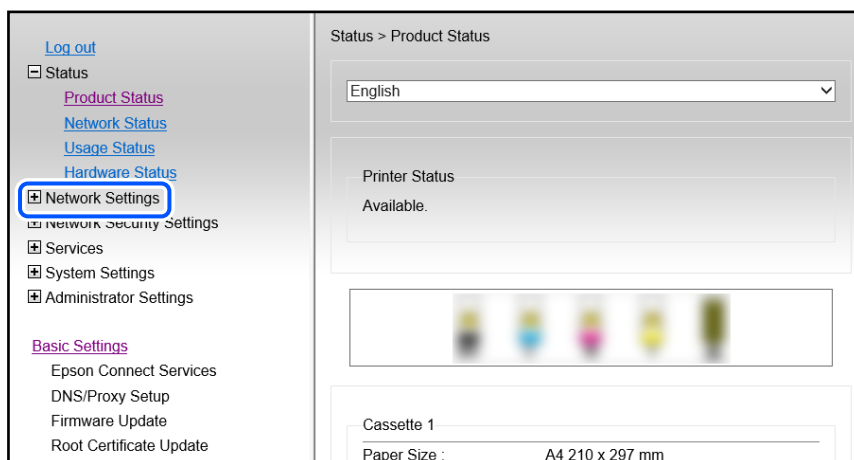 Log out
Status
Product Status
Network Status
Usage Status
Hardware Status
Network Settings
Network Security Settings
Services
System Settings
Administrator Settings
Basic Settings
Epson Connect Services
DNS/Proxy Setup
Firmware Update
Root Certificate Update
Status > Product Status
English
Printer Status
Available.
Cassette 1
Paper Size : A4 210 x 297 mm